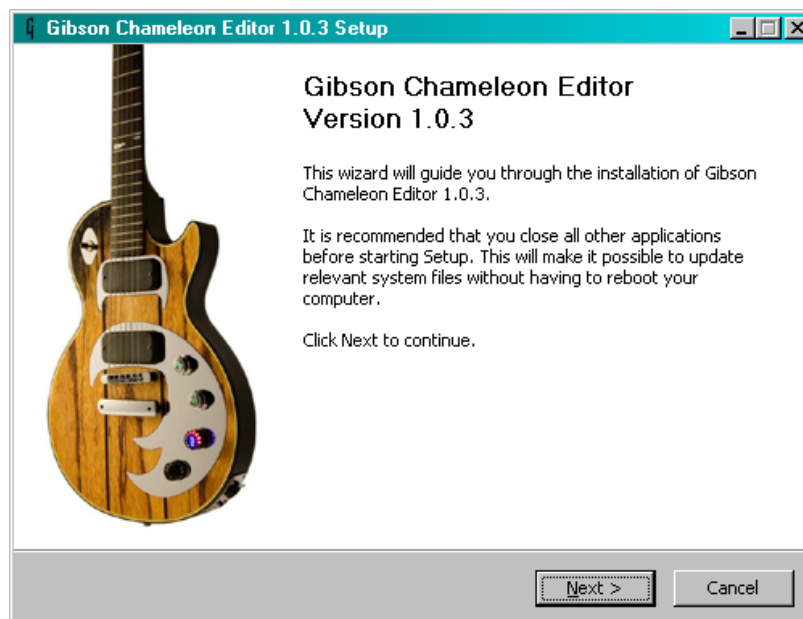 Gibson Chameleon Editor 1.0.3 Setup
Gibson Chameleon Editor
Version 1.0.3
This wizard will guide you through the installation of Gibson
Chameleon Editor 1.0.3.
It is recommended that you close all other applications
before starting Setup. This will make it possible to update
relevant system files without having to reboot your
computer.
Click Next to continue.
Next >
Cancel